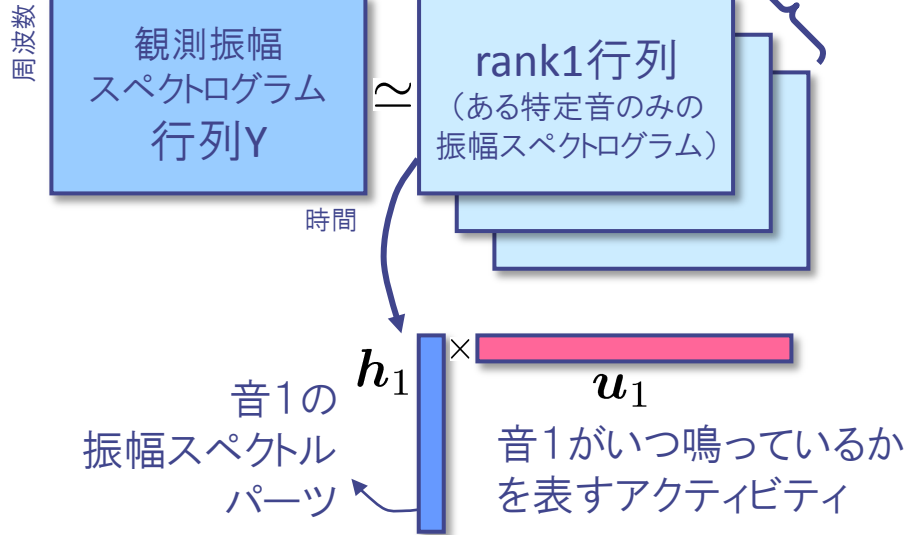 周波数
観測振幅
スペクトログラム
行列Y
≃
rank1行列
（ある特定音のみの
振幅スペクトログラム）
時間
h₁
×
u₁
音1の
振幅スペクトル
パーツ
音1がいつ鳴っているか
を表すアクティビティ